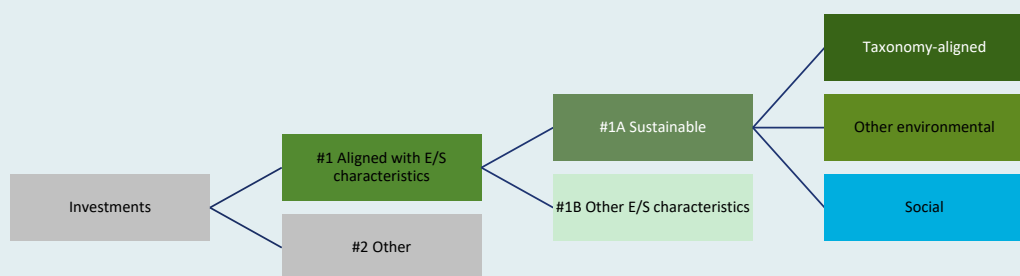 Investments
#1 Aligned with E/S
characteristics
#2 Other
#1A Sustainable
#1B Other E/S characteristics
Taxonomy-aligned
Other environmental
Social